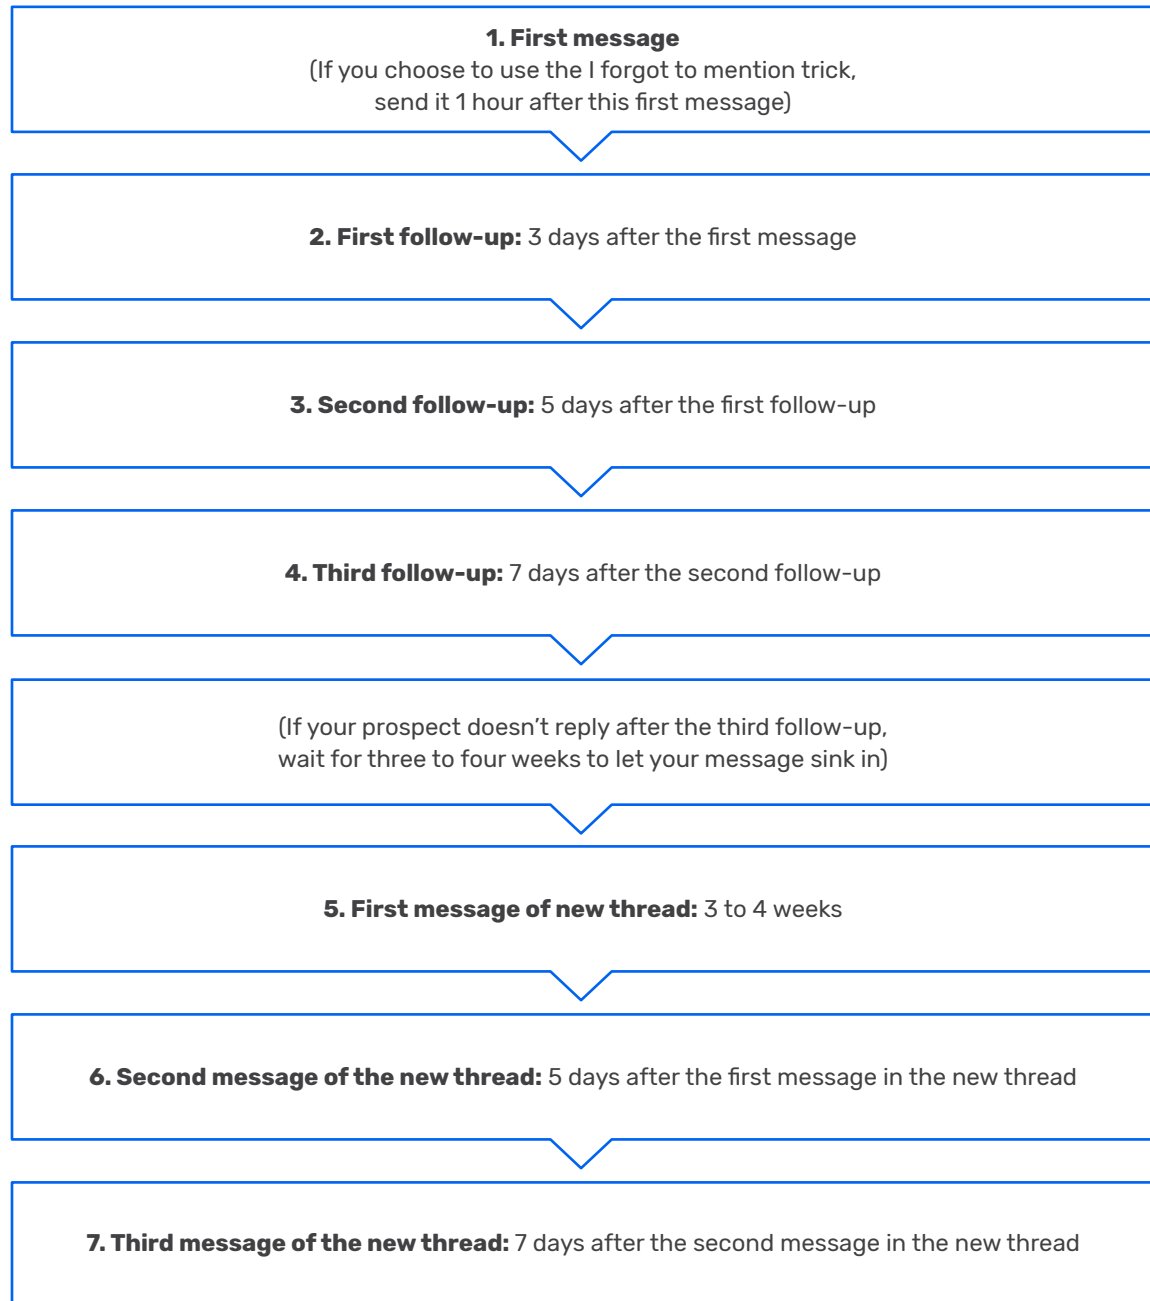 1. First message
(If you choose to use the I forgot to mention trick,
send it 1 hour after this first message)
2. First follow-up: 3 days after the first message
3. Second follow-up: 5 days after the first follow-up
4. Third follow-up: 7 days after the second follow-up
(If your prospect doesn’t reply after the third follow-up,
wait for three to four weeks to let your message sink in)
5. First message of new thread: 3 to 4 weeks
6. Second message of the new thread: 5 days after the first message in the new thread
7. Third message of the new thread: 7 days after the second message in the new thread